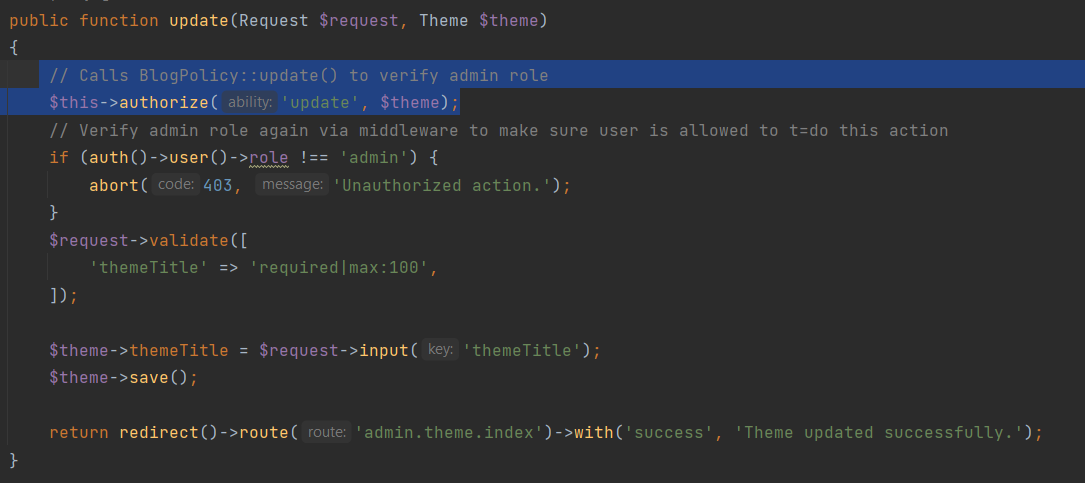 public function update(Request $request, Theme $theme)
{
// Calls BlogPolicy::update() to verify admin role
$this->authorize( ability: 'update', $theme);
// Verify admin role again via middleware to make sure user is allowed to t=do this action
if (auth()->user()->role !== 'admin') {
abort( code: 403, message: 'Unauthorized action.');
}
$request->validate([
'themeTitle' => 'required|max:100',
]);
$theme->themeTitle = $request->input( key: 'themeTitle');
$theme->save();
return redirect()->route( route: 'admin.theme.index')->with('success', 'Theme updated successfully.');
}